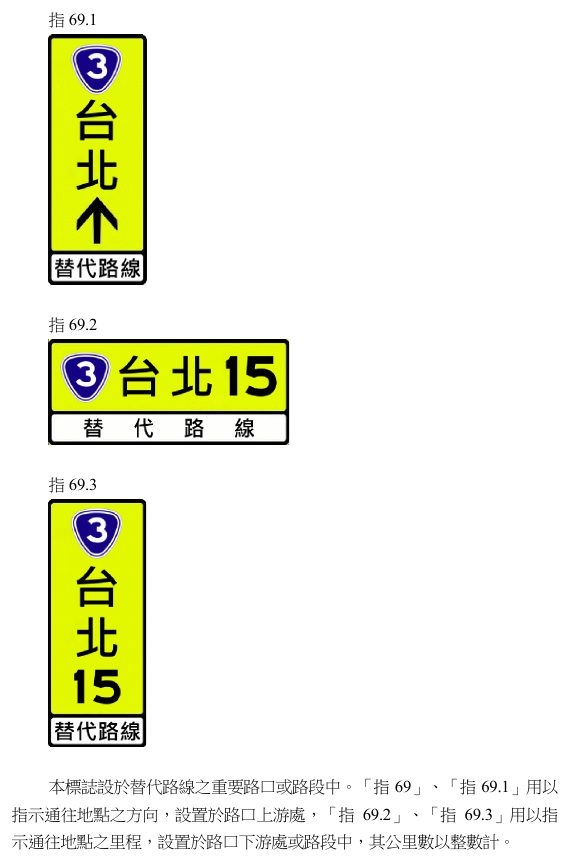 指 69.1
3
台
北
替代路線
指 69.2
3 台北 15
替代路線
指 69.3
3
台
北
15
替代路線
本標誌設於替代路線之重要路口或路段中。「指 69」、「指 69.1」用以
指示通往地點之方向，設置於路口上游處，「指 69.2」、「指 69.3」用以指
示通往地點之里程，設置於路口下游處或路段中，其公里數以整數計。